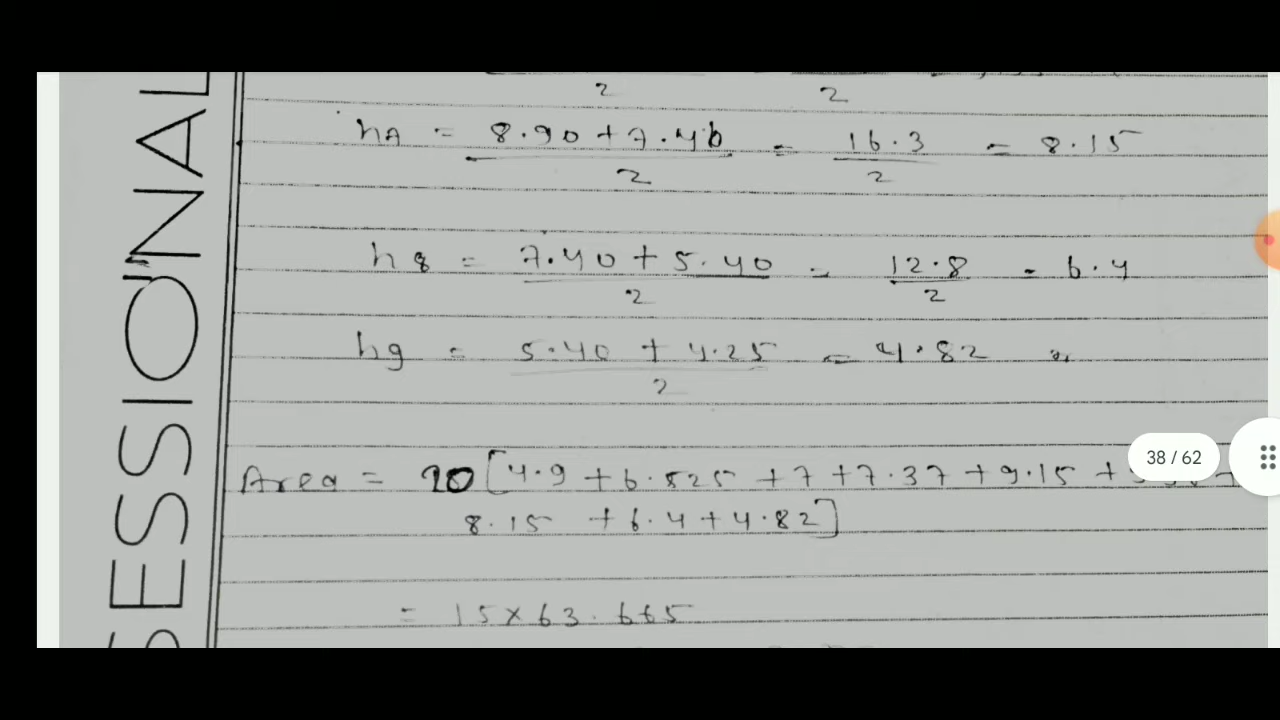 2 2
h7 = 8.90 + 7.40 = 16.3 = 8.15
2 2
h8 = 7.40 + 5.40 = 12.8 = 6.4
2 2
h9 = 5.40 + 4.25 = 4.82
2
38 / 62
Area = 20 [4.9 + 6.525 + 7 + 7.37 + 9.15 +
8.15 + 6.4 + 4.82]
= 15 × 63.665
SESSIONAL